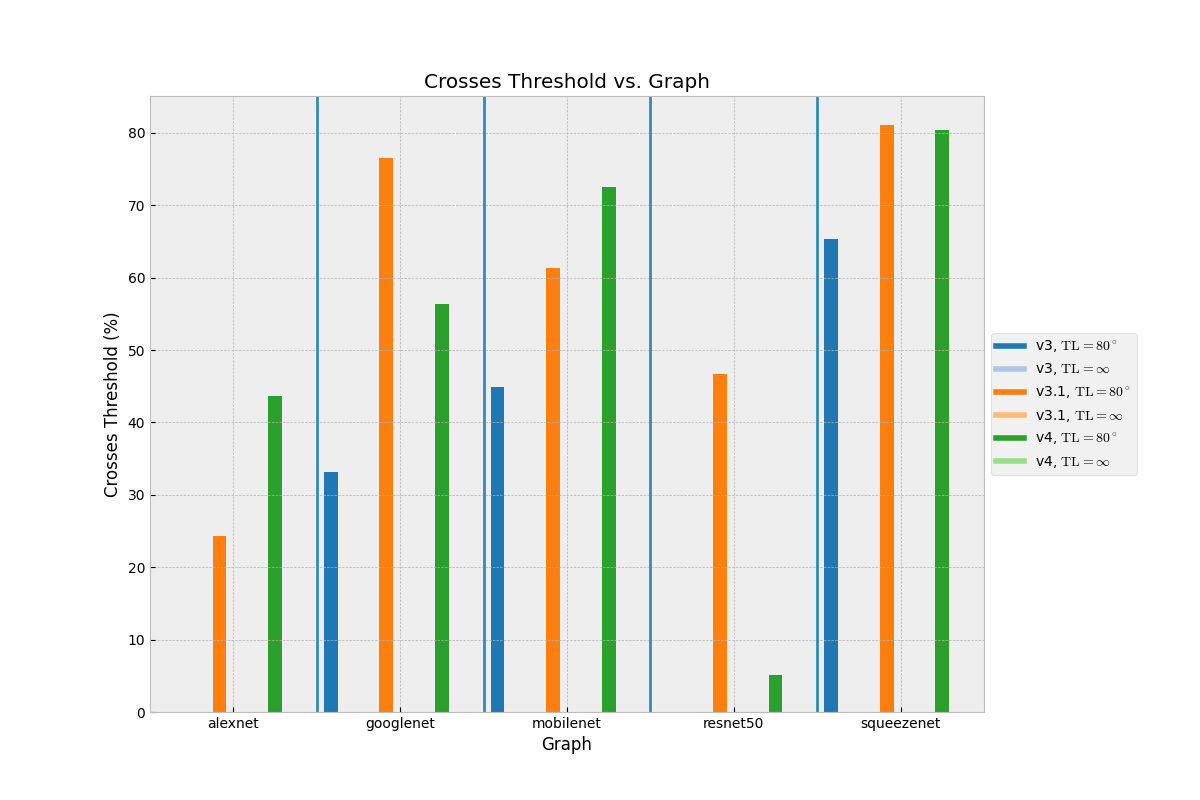 Crosses Threshold vs. Graph
Crosses Threshold (%)
80
70
60
50
40
30
20
10
0
alexnet googlenet mobilenet resnet50 squeezenet
Graph
v3, TL = 80°
v3, TL = ∞
v3.1, TL = 80°
v3.1, TL = ∞
v4, TL = 80°
v4, TL = ∞